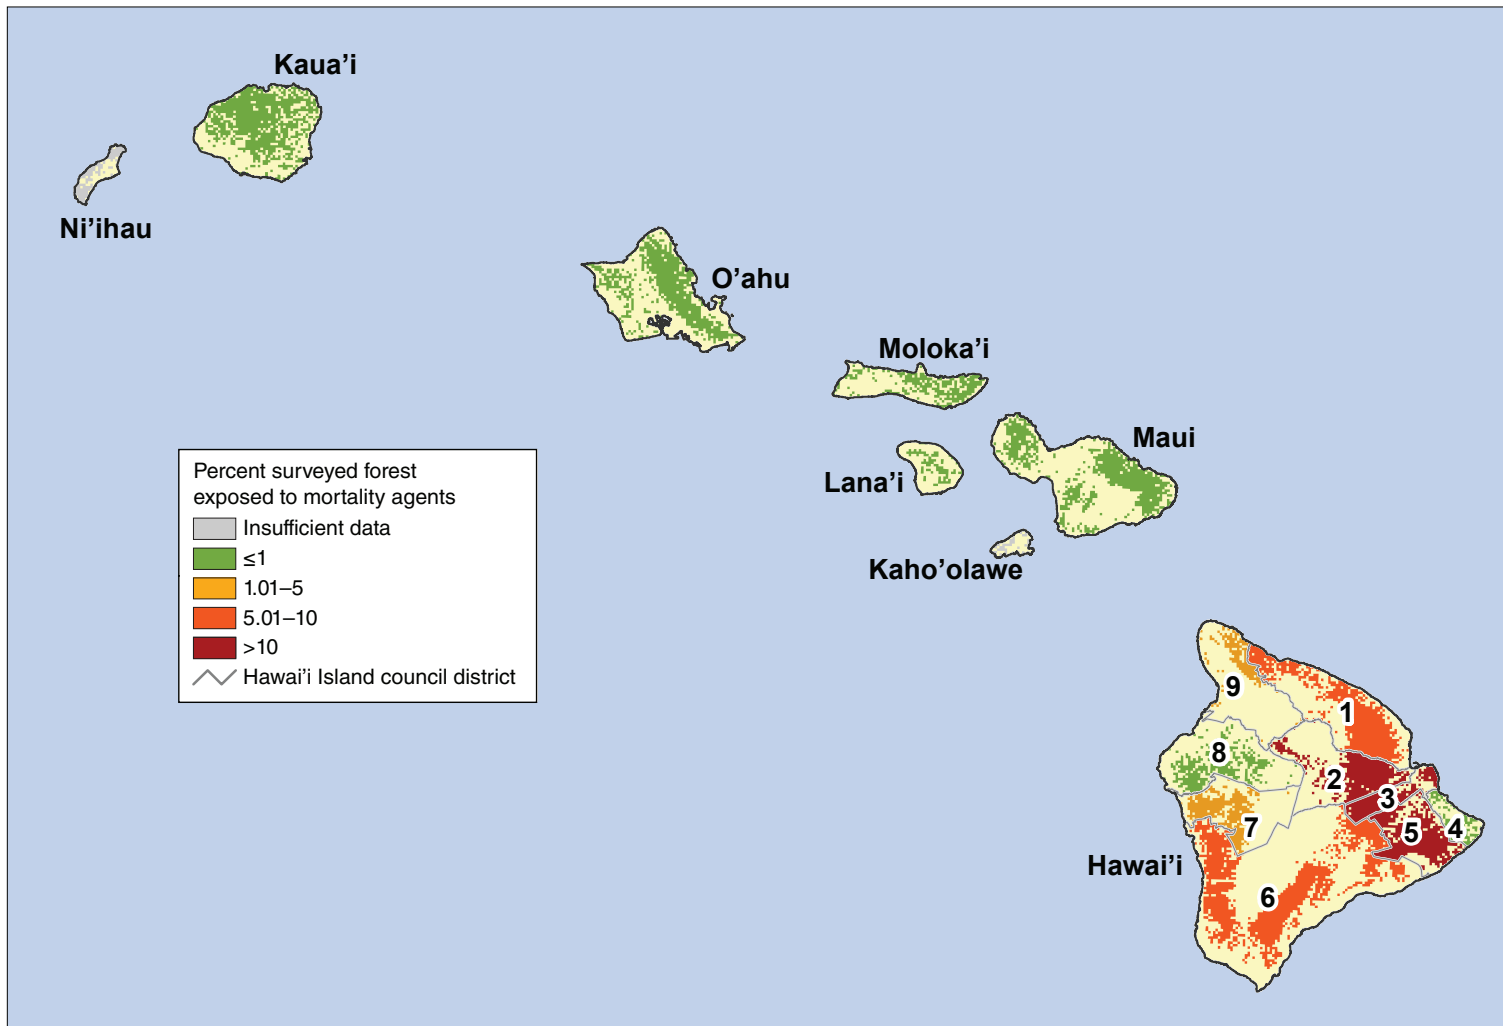 Kaua’i
Ni’ihau
O’ahu
Moloka’i
Maui
Lana’i
Kaho’olawe
Percent surveyed forest
exposed to mortality agents
Insufficient data
≤1
1.01–5
5.01–10
>10
Hawai’i Island council district
9
1
8
2
3
7
5
4
Hawai’i
6